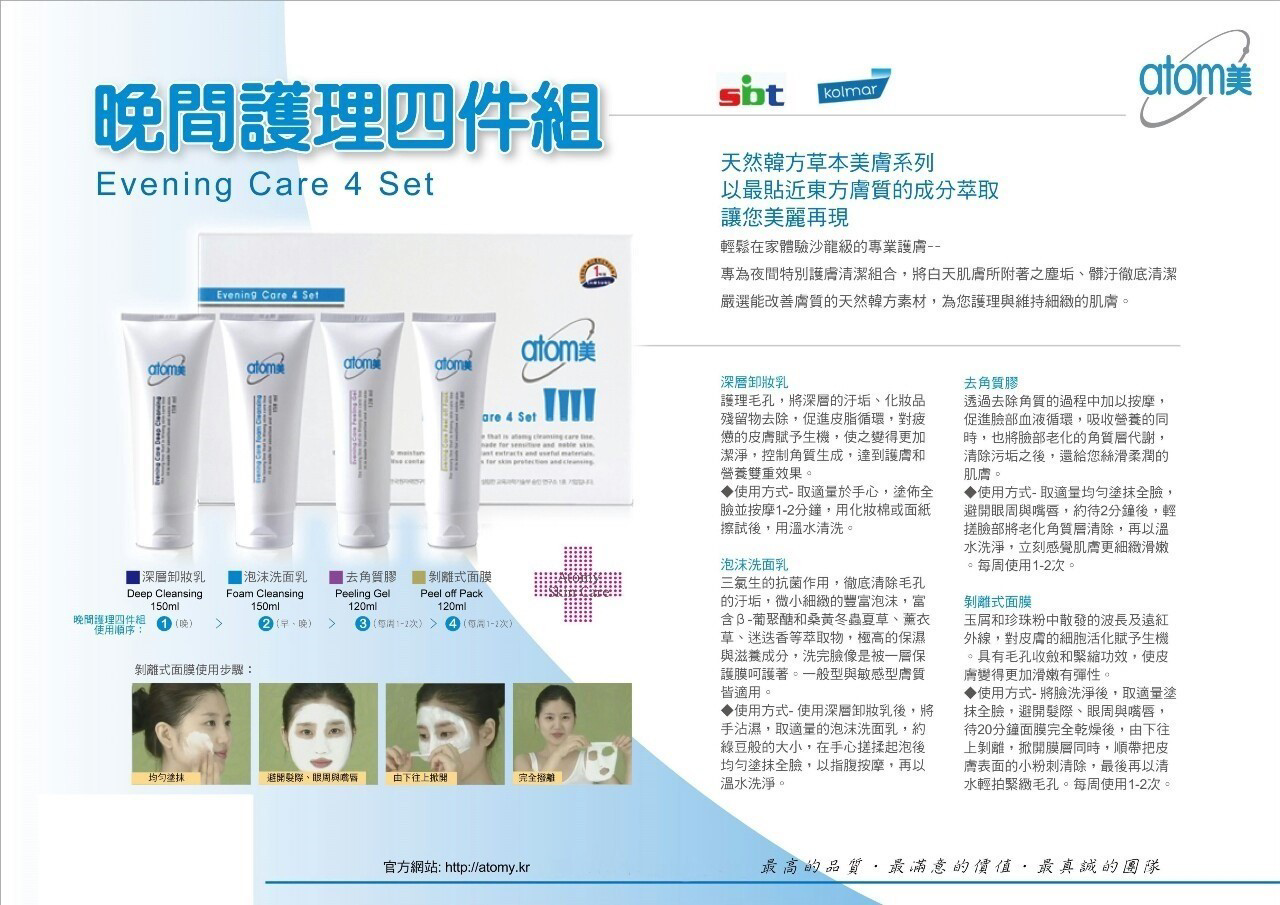 晚間護理四件組
Evening Care 4 Set
sbt
kolmar
atom美
天然韓方草本美膚系列
以最貼近東方膚質的成分萃取
讓您美麗再現
輕鬆在家體驗沙龍級的專業護膚--
專為夜間特別護膚清潔組合，將白天肌膚所附著之塵垢、髒汙徹底清潔
嚴選能改善膚質的天然韓方素材，為您護理與維持細緻的肌膚。
Evening Care 4 Set
atom美
are 4 Set
atom美
Evening Care Deep Cleansing
atom美
Evening Care Foam Cleansing
atom美
Evening Care Peeling Gel
atom美
Evening Care Peel off Pack
深層卸妝乳
Deep Cleansing
150ml
泡沫洗面乳
Foam Cleansing
150ml
去角質膠
Peeling Gel
120ml
剝離式面膜
Peel off Pack
120ml
Atomy
Skin Care
晚間護理四件組
使用順序：
1（晚） > 2（早、晚） > 3（每周1-2次） > 4（每周1-2次）
剝離式面膜使用步驟：
均勻塗抹
避開髮際、眼周與嘴唇
由下往上掀開
完全撥離
深層卸妝乳
護理毛孔，將深層的汙垢、化妝品
殘留物去除，促進皮脂循環，對疲
憊的皮膚賦予生機，使之變得更加
潔淨，控制角質生成，達到護膚和
營養雙重效果。
◆使用方式- 取適量於手心，塗佈全
臉並按摩1-2分鐘，用化妝棉或面紙
擦試後，用溫水清洗。
泡沫洗面乳
三氯生的抗菌作用，徹底清除毛孔
的汙垢，微小細緻的豐富泡沫，富
含β-葡聚醣和桑黃冬蟲夏草、薰衣
草、迷迭香等萃取物，極高的保濕
與滋養成分，洗完臉像是被一層保
護膜呵護著。一般型與敏感型膚質
皆適用。
◆使用方式- 使用深層卸妝乳後，將
手沾濕，取適量的泡沫洗面乳，約
綠豆般的大小，在手心搓揉起泡後
均勻塗抹全臉，以指腹按摩，再以
溫水洗淨。
去角質膠
透過去除角質的過程中加以按摩，
促進臉部血液循環，吸收營養的同
時，也將臉部老化的角質層代謝，
清除污垢之後，還給您絲滑柔潤的
肌膚。
◆使用方式- 取適量均勻塗抹全臉，
避開眼周與嘴唇，約待2分鐘後，輕
搓臉部將老化角質層清除，再以溫
水洗淨，立刻感覺肌膚更細緻滑嫩
。每周使用1-2次。
剝離式面膜
玉屑和珍珠粉中散發的波長及遠紅
外線，對皮膚的細胞活化賦予生機
。具有毛孔收斂和緊縮功效，使皮
膚變得更加滑嫩有彈性。
◆使用方式- 將臉洗淨後，取適量塗
抹全臉，避開髮際、眼周與嘴唇，
待20分鐘面膜完全乾燥後，由下往
上剝離，掀開膜層同時，順帶把皮
膚表面的小粉刺清除，最後再以清
水輕拍緊緻毛孔。每周使用1-2次。
官方網站: http://atomy.kr
最高的品質・最滿意的價值・最真誠的團隊